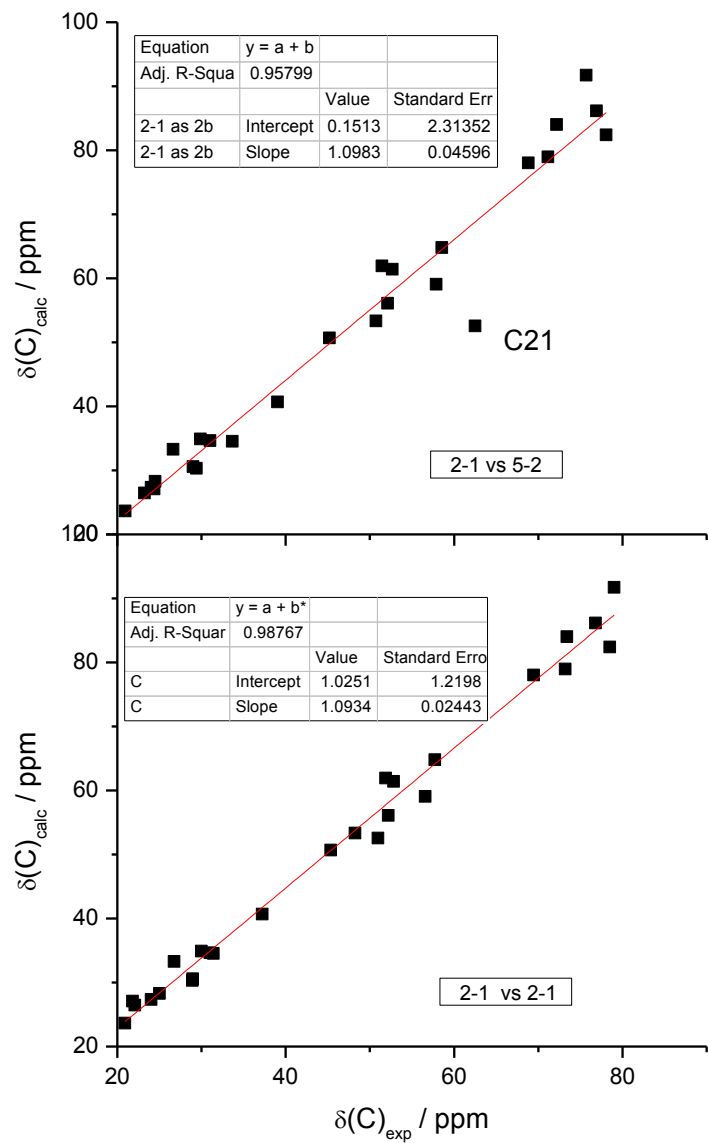 100
Equation y = a + b
Adj. R-Squa 0.95799
Value Standard Err
2-1 as 2b Intercept 0.1513 2.31352
2-1 as 2b Slope 1.0983 0.04596
80
60
δ(C)calc / ppm
C21
40
2-1 vs 5-2
20
100
Equation y = a + b*
Adj. R-Squar 0.98767
Value Standard Erro
C Intercept 1.0251 1.2198
C Slope 1.0934 0.02443
80
60
δ(C)calc / ppm
40
2-1 vs 2-1
20
20 40 60 80
δ(C)exp / ppm